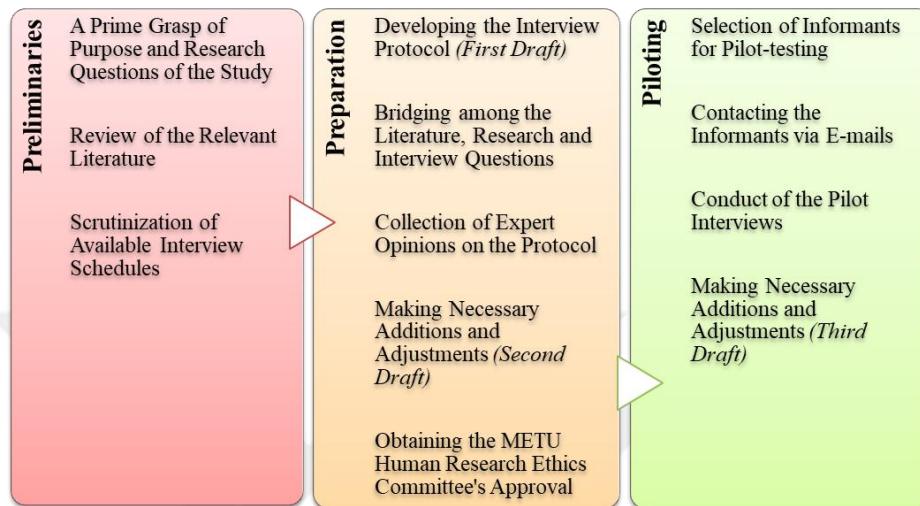 Preliminaries
A Prime Grasp of
Purpose and Research
Questions of the Study
Review of the Relevant
Literature
Scrutinization of
Available Interview
Schedules
Preparation
Developing the Interview
Protocol (First Draft)
Bridging among the
Literature, Research and
Interview Questions
Collection of Expert
Opinions on the Protocol
Making Necessary
Additions and
Adjustments (Second
Draft)
Obtaining the METU
Human Research Ethics
Committee's Approval
Piloting
Selection of Informants
for Pilot-testing
Contacting the
Informants via E-mails
Conduct of the Pilot
Interviews
Making Necessary
Additions and
Adjustments (Third
Draft)